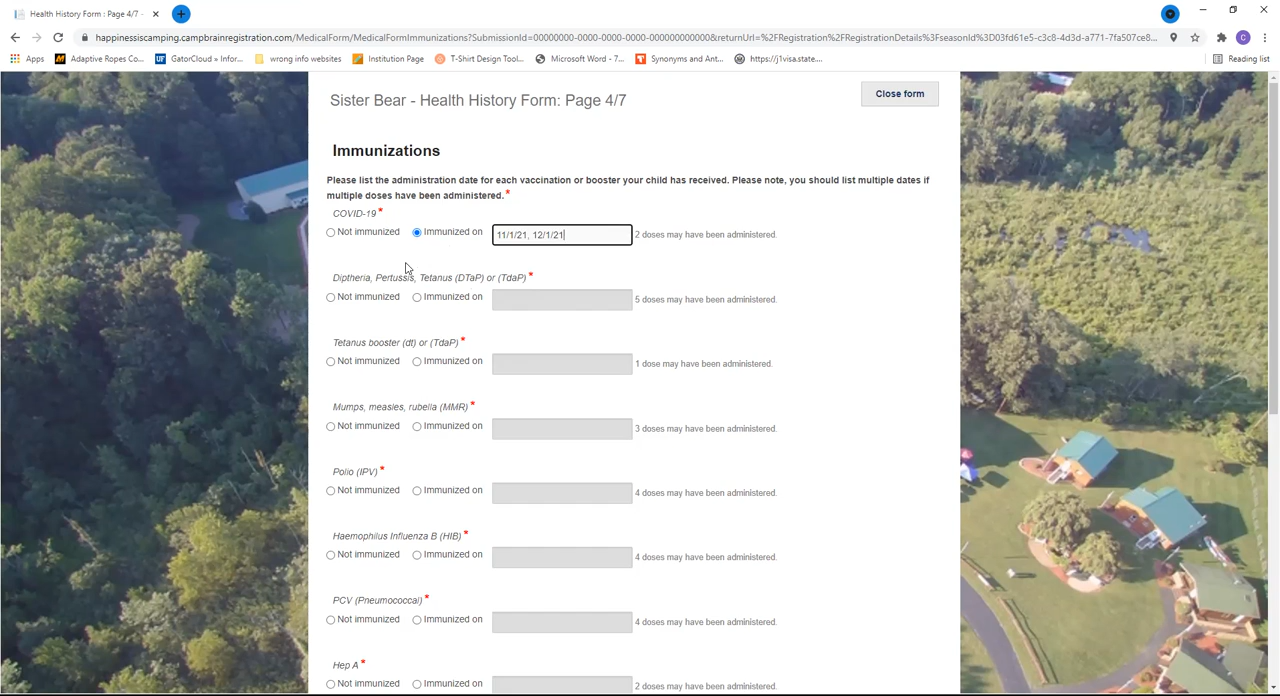 Health History Form : Page 4/7 -
happinessiscamping.campbrainregistration.com/MedicalForm/MedicalFormImmunizations?SubmissionId=00000000-0000-0000-0000-000000000000&returnUrl=%2FRegistration%2FRegistrationDetails%3FseasonId%3D03fd61e5-c3c8-4d3d-a771-7fa507ce8...
C
Apps
Adaptive Ropes Co...
GatorCloud » Infor...
wrong info websites
Institution Page
T-Shirt Design Tool...
Microsoft Word - 7...
Synonyms and Ant...
https://j1visa.state....
Reading list
Sister Bear - Health History Form: Page 4/7
Close form
Immunizations
Please list the administration date for each vaccination or booster your child has received. Please note, you should list multiple dates if
multiple doses have been administered.*
COVID-19 *
Not immunized Immunized on 11/1/21, 12/1/21 2 doses may have been administered.
Diptheria, Pertussis, Tetanus (DTaP) or (TdaP) *
Not immunized Immunized on 5 doses may have been administered.
Tetanus booster (dt) or (TdaP) *
Not immunized Immunized on 1 dose may have been administered.
Mumps, measles, rubella (MMR) *
Not immunized Immunized on 3 doses may have been administered.
Polio (IPV) *
Not immunized Immunized on 4 doses may have been administered.
Haemophilus Influenza B (HIB) *
Not immunized Immunized on 4 doses may have been administered.
PCV (Pneumococcal) *
Not immunized Immunized on 4 doses may have been administered.
Hep A *
Not immunized Immunized on 2 doses may have been administered.